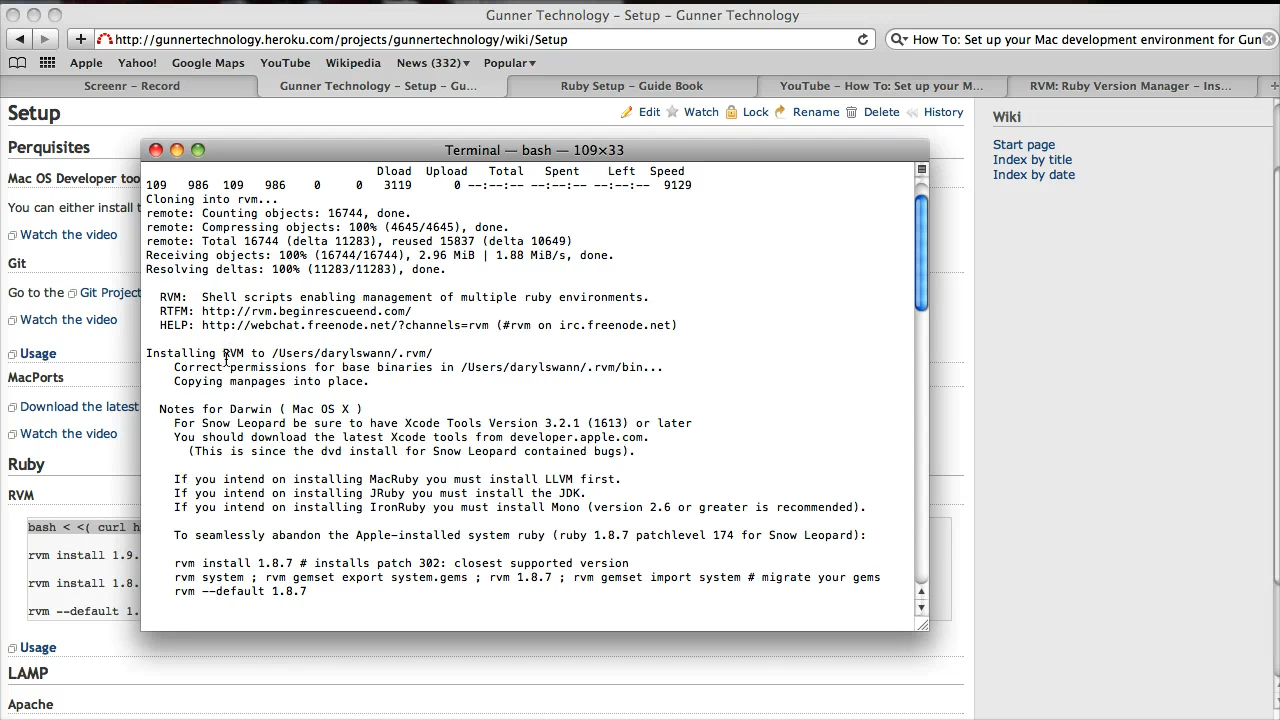 Gunner Technology – Setup – Gunner Technology
http://gunnertechnology.heroku.com/projects/gunnertechnology/wiki/Setup
How To: Set up your Mac development environment for Gun
Apple Yahoo! Google Maps YouTube Wikipedia News (332)▾ Popular▾
Screenr – Record
Gunner Technology – Setup – Gu...
Ruby Setup – Guide Book
YouTube – How To: Set up your M...
RVM: Ruby Version Manager – Ins...
Setup
Edit Watch Lock Rename Delete History
Perquisites
Mac OS Developer too
You can either install t
Watch the video
Git
Go to the Git Project
Watch the video
Usage
MacPorts
Download the latest
Watch the video
Ruby
RVM
bash < <( curl h
rvm install 1.9.
rvm install 1.8.
rvm --default 1.
Usage
LAMP
Apache
Terminal — bash — 109×33
Dload Upload Total Spent Left Speed
109 986 109 986 0 0 3119 0 --:--:-- --:--:-- --:--:-- 9129
Cloning into rvm...
remote: Counting objects: 16744, done.
remote: Compressing objects: 100% (4645/4645), done.
remote: Total 16744 (delta 11283), reused 15837 (delta 10649)
Receiving objects: 100% (16744/16744), 2.96 MiB | 1.88 MiB/s, done.
Resolving deltas: 100% (11283/11283), done.
RVM: Shell scripts enabling management of multiple ruby environments.
RTFM: http://rvm.beginrescueend.com/
HELP: http://webchat.freenode.net/?channels=rvm (#rvm on irc.freenode.net)
Installing RVM to /Users/darylswann/.rvm/
Correct permissions for base binaries in /Users/darylswann/.rvm/bin...
Copying manpages into place.
Notes for Darwin ( Mac OS X )
For Snow Leopard be sure to have Xcode Tools Version 3.2.1 (1613) or later
You should download the latest Xcode tools from developer.apple.com.
(This is since the dvd install for Snow Leopard contained bugs).
If you intend on installing MacRuby you must install LLVM first.
If you intend on installing JRuby you must install the JDK.
If you intend on installing IronRuby you must install Mono (version 2.6 or greater is recommended).
To seamlessly abandon the Apple-installed system ruby (ruby 1.8.7 patchlevel 174 for Snow Leopard):
rvm install 1.8.7 # installs patch 302: closest supported version
rvm system ; rvm gemset export system.gems ; rvm 1.8.7 ; rvm gemset import system # migrate your gems
rvm --default 1.8.7
Wiki
Start page
Index by title
Index by date